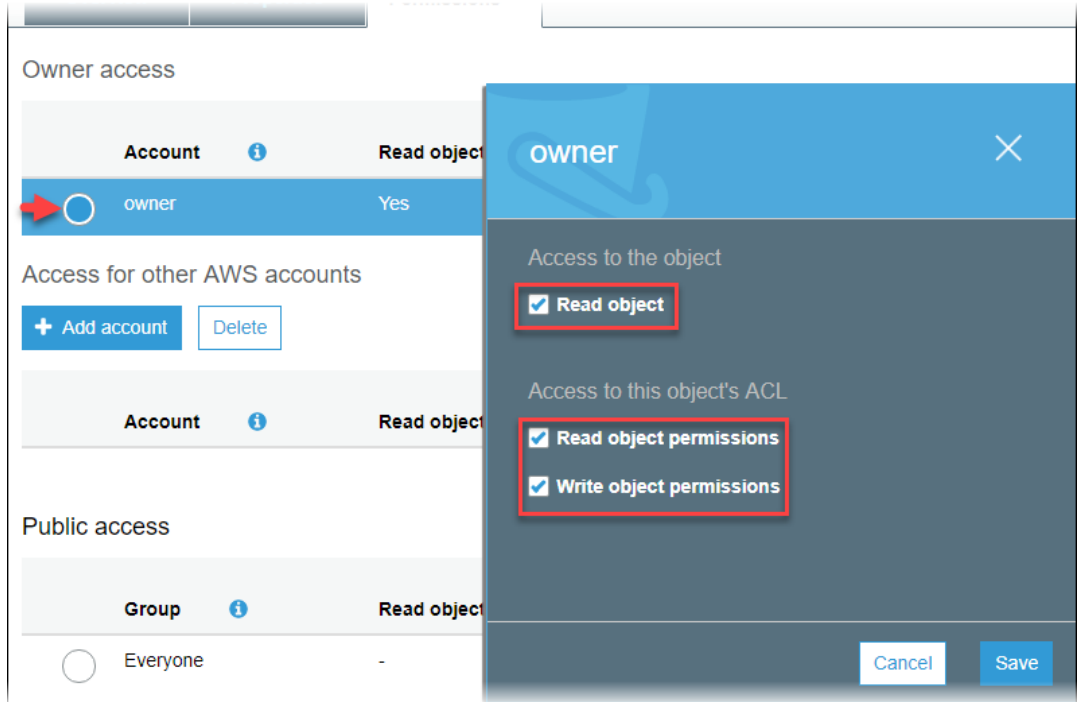 Owner access
Account Read object
owner Yes
Access for other AWS accounts
Add account Delete
Account Read object
Public access
Group Read object
Everyone -
owner
Access to the object
Read object
Access to this object's ACL
Read object permissions
Write object permissions
Cancel Save